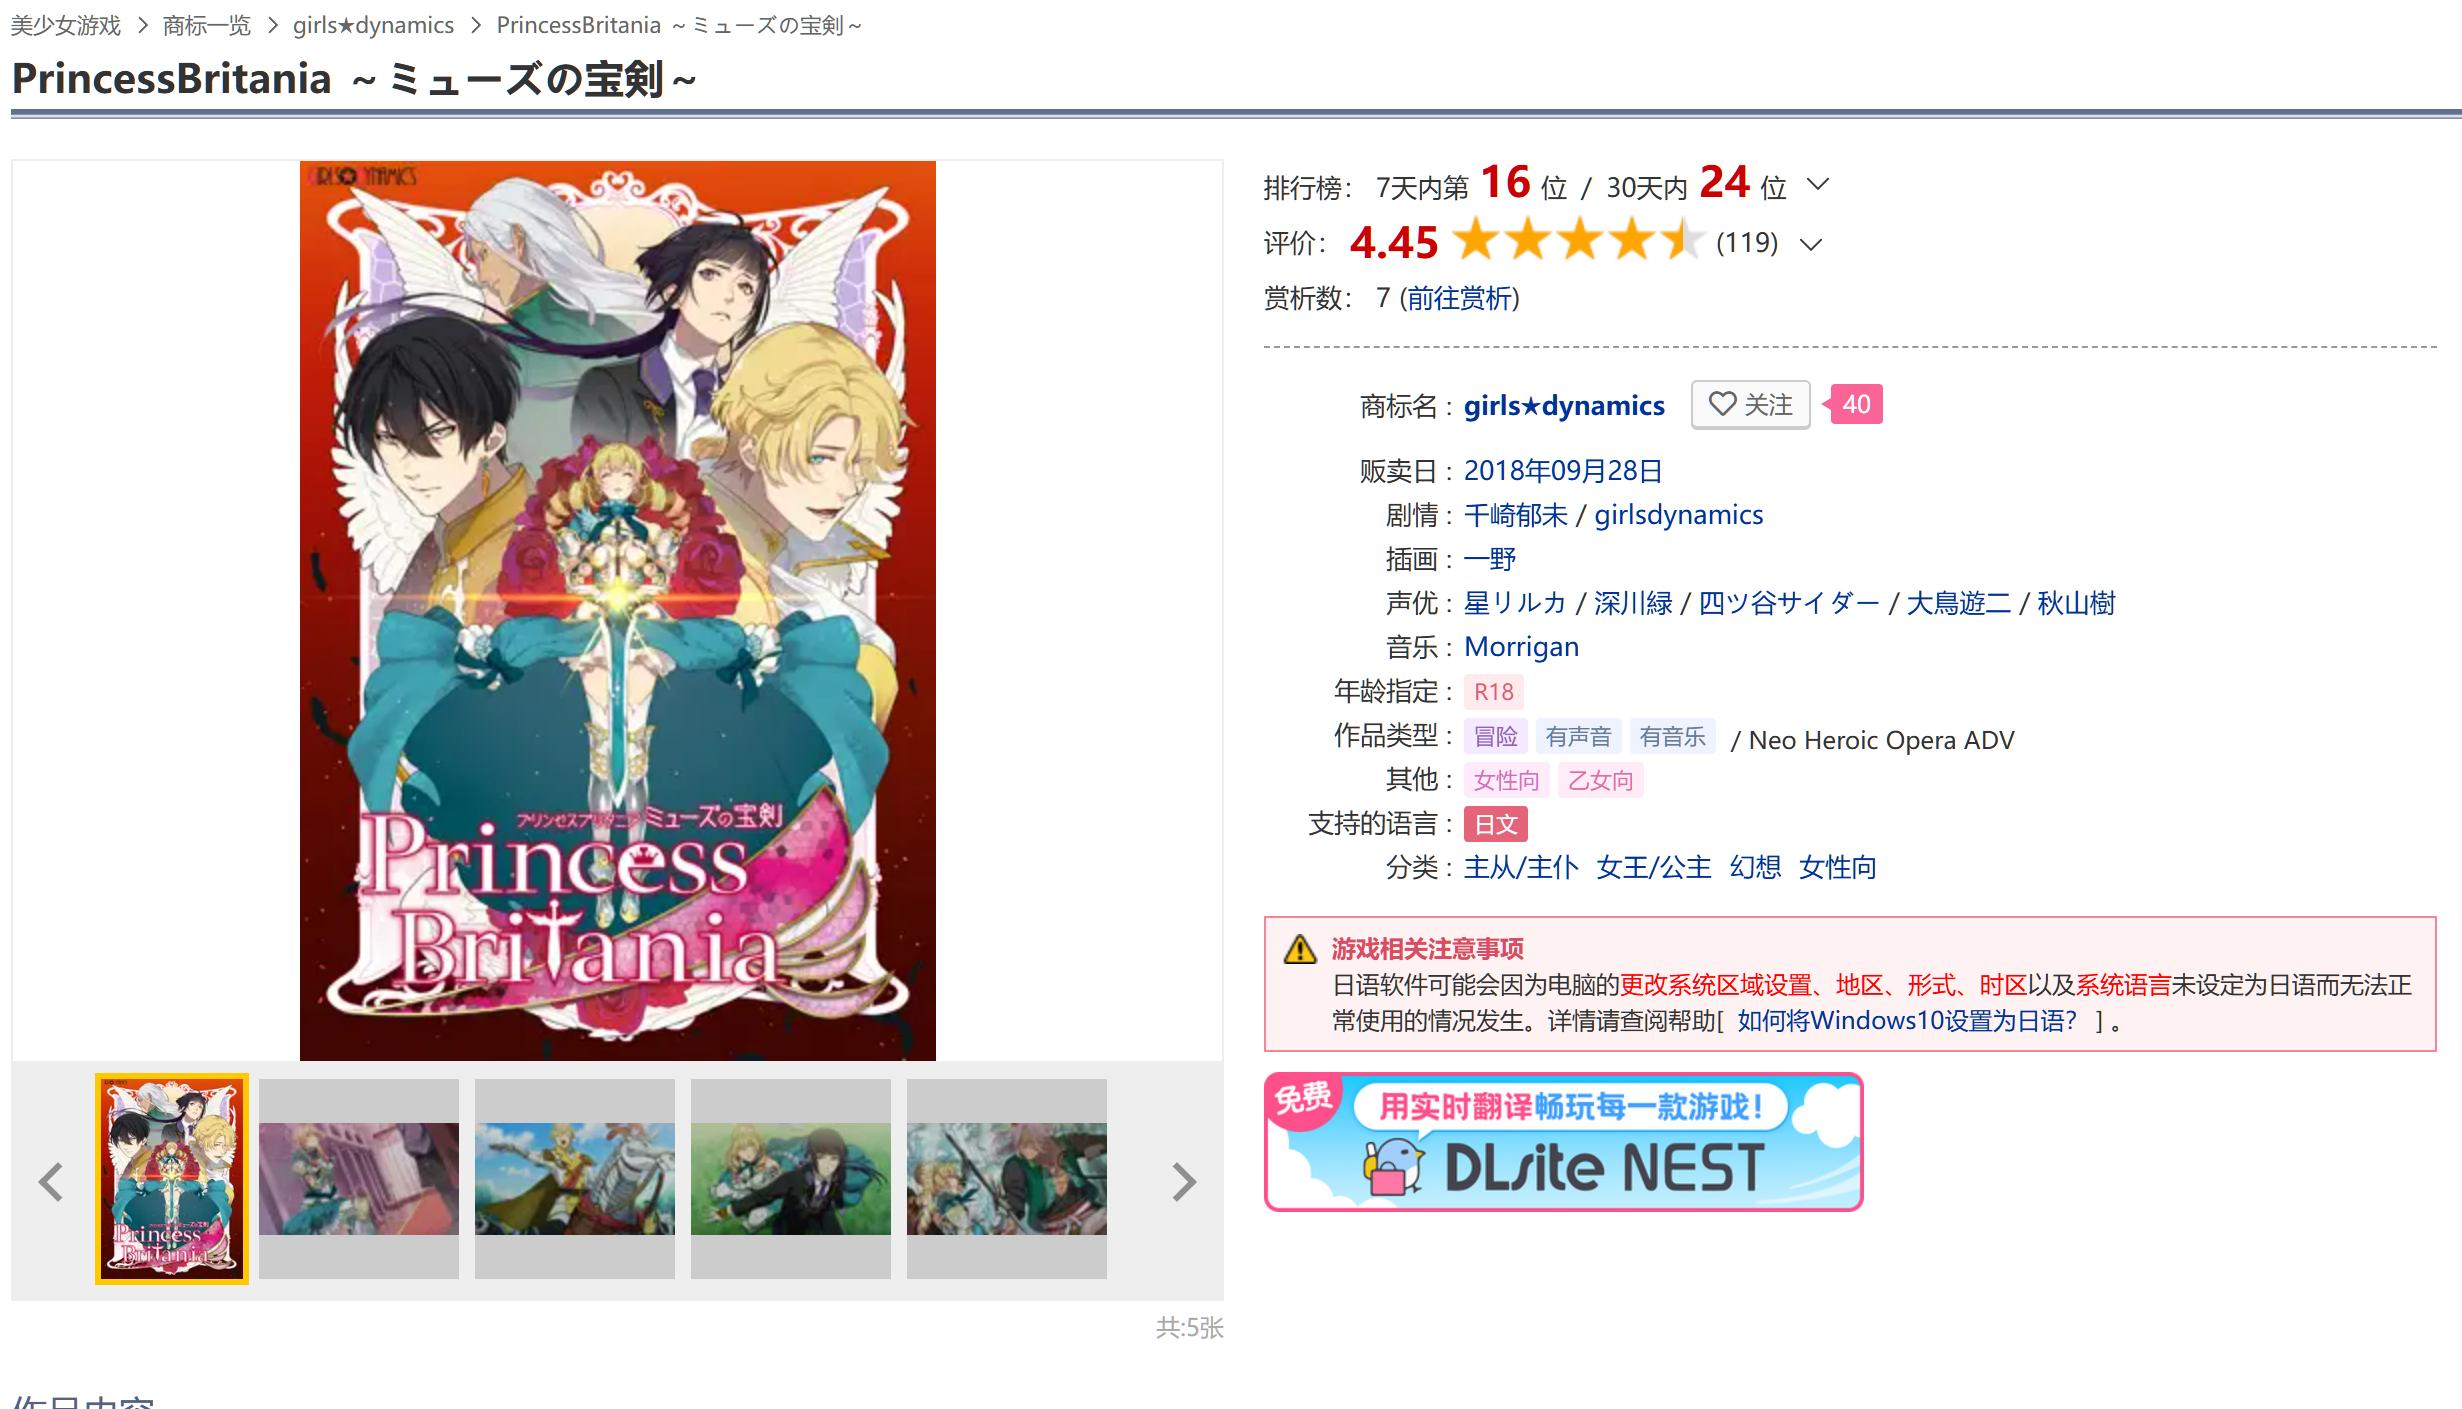 美少女游戏 > 商标一览 > girls★dynamics > PrincessBritania ～ミューズの宝剣～
PrincessBritania ～ミューズの宝剣～
プリンセスブリタニア ミューズの宝剣
Princess
Britania
共:5张
排行榜： 7天内第 16 位 / 30天内 24 位
评价： 4.45 (119)
赏析数： 7 (前往赏析)
商标名 : girls★dynamics 关注 40
贩卖日 : 2018年09月28日
剧情 : 千崎郁未 / girlsdynamics
插画 : 一野
声优 : 星リルカ / 深川緑 / 四ツ谷サイダー / 大鳥遊二 / 秋山樹
音乐 : Morrigan
年龄指定 : R18
作品类型 : 冒险 有声音 有音乐 / Neo Heroic Opera ADV
其他 : 女性向 乙女向
支持的语言 : 日文
分类 : 主从/主仆 女王/公主 幻想 女性向
游戏相关注意事项
日语软件可能会因为电脑的更改系统区域设置、地区、形式、时区以及系统语言未设定为日语而无法正
常使用的情况发生。详情请查阅帮助[ 如何将Windows10设置为日语？ ] 。
免费
用实时翻译畅玩每一款游戏！
DLsite NEST
作品内容